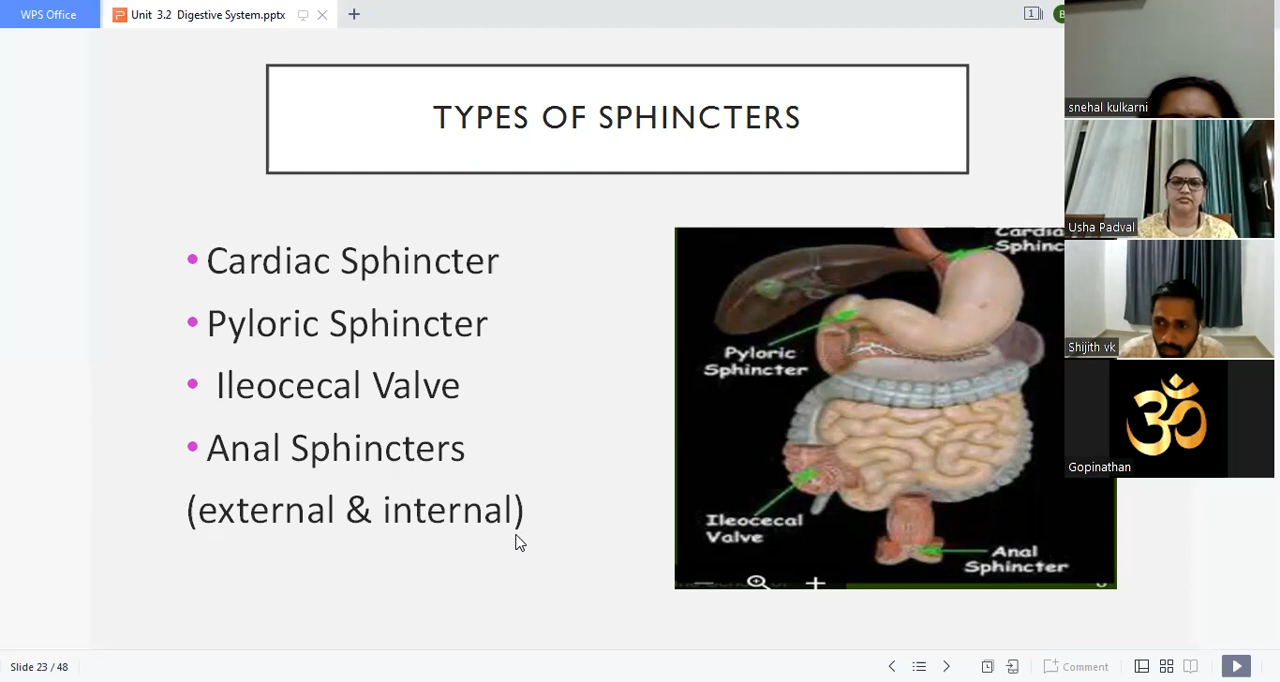 WPS Office
Unit 3.2 Digestive System.pptx
1
TYPES OF SPHINCTERS
• Cardiac Sphincter
• Pyloric Sphincter
• Ileocecal Valve
• Anal Sphincters
(external & internal)
Pyloric
Sphincter
Ileocecal
Valve
Anal
Sphincter
snehal kulkarni
Usha Padval
Shijith vk
ॐ
Gopinathan
Slide 23 / 48
Comment